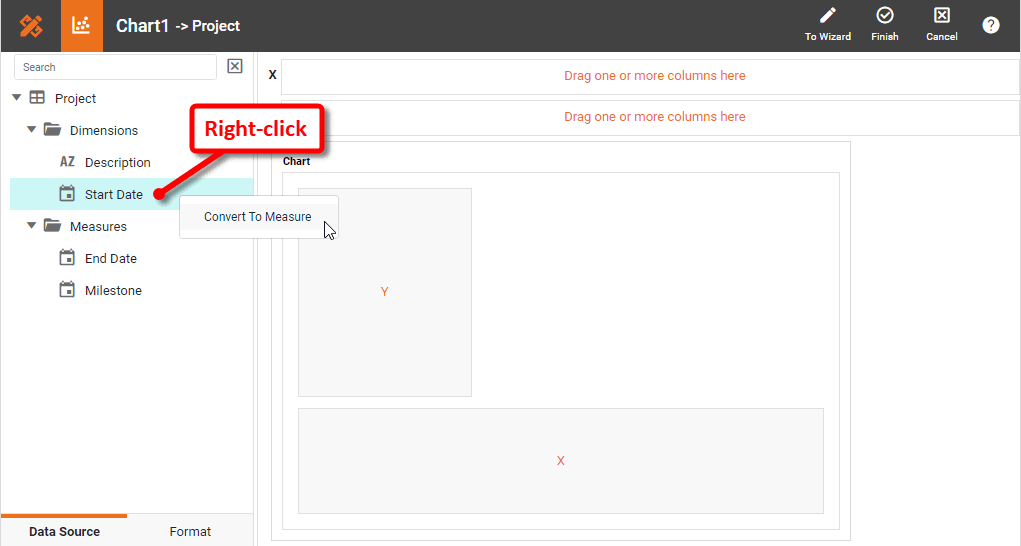 Chart1 -> Project
To Wizard
Finish
Cancel
?
Search
X
Drag one or more columns here
Project
Drag one or more columns here
Dimensions
Right-click
AZ Description
Chart
Start Date
Convert To Measure
Measures
End Date
Milestone
Y
X
Data Source
Format